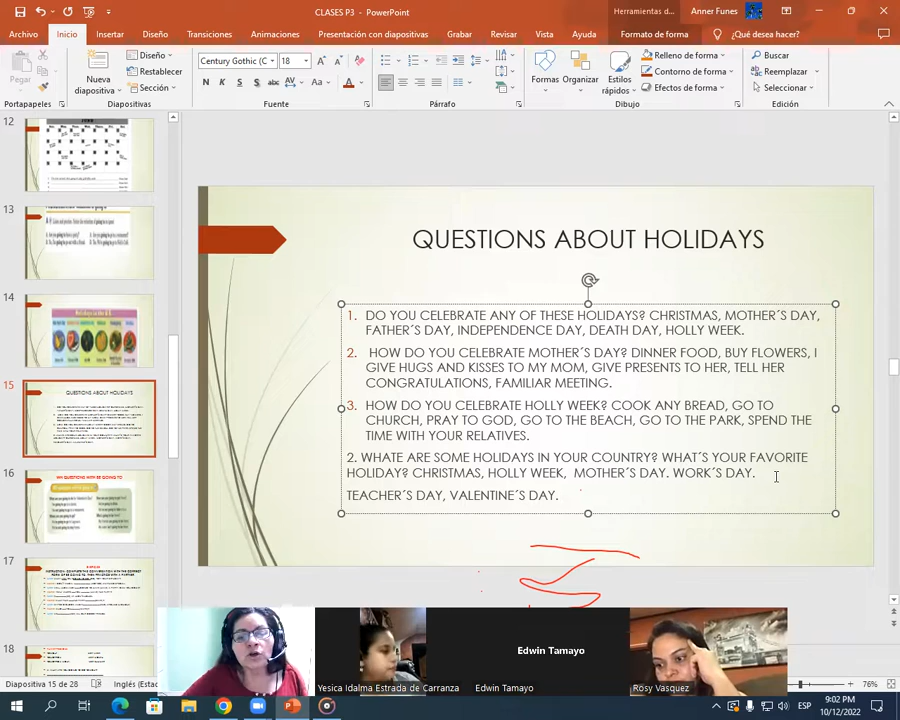 CLASES P3 - PowerPoint
Herramientas d...
Anner Funes
Archivo Inicio Insertar Diseño Transiciones Animaciones Presentación con diapositivas Grabar Revisar Vista Ayuda Formato de forma ¿Qué desea hacer?
Pegar
Nueva diapositiva
Diseño
Restablecer
Sección
Century Gothic (C 18
N K S abc AV Aa A
Formas
Organizar
Estilos rápidos
Relleno de forma
Contorno de forma
Efectos de forma
Buscar
Reemplazar
Seleccionar
Portapapeles Diapositivas Fuente Párrafo Dibujo Edición
12
13
14
15
QUESTIONS ABOUT HOLIDAYS
16
17
18
QUESTIONS ABOUT HOLIDAYS
1. DO YOU CELEBRATE ANY OF THESE HOLIDAYS? CHRISTMAS, MOTHER´S DAY,
FATHER´S DAY, INDEPENDENCE DAY, DEATH DAY, HOLLY WEEK.
2. HOW DO YOU CELEBRATE MOTHER´S DAY? DINNER FOOD, BUY FLOWERS, I
GIVE HUGS AND KISSES TO MY MOM, GIVE PRESENTS TO HER, TELL HER
CONGRATULATIONS, FAMILIAR MEETING.
3. HOW DO YOU CELEBRATE HOLLY WEEK? COOK ANY BREAD, GO TO
CHURCH, PRAY TO GOD, GO TO THE BEACH, GO TO THE PARK, SPEND THE
TIME WITH YOUR RELATIVES.
2. WHATE ARE SOME HOLIDAYS IN YOUR COUNTRY? WHAT´S YOUR FAVORITE
HOLIDAY? CHRISTMAS, HOLLY WEEK, MOTHER´S DAY. WORK´S DAY.
TEACHER´S DAY, VALENTINE´S DAY.
Edwin Tamayo
Yesica Idalma Estrada de Carranza
Edwin Tamayo
Rosy Vasquez
Diapositiva 15 de 28
Inglés (Esta
76%
ESP
9:02 PM
10/12/2022